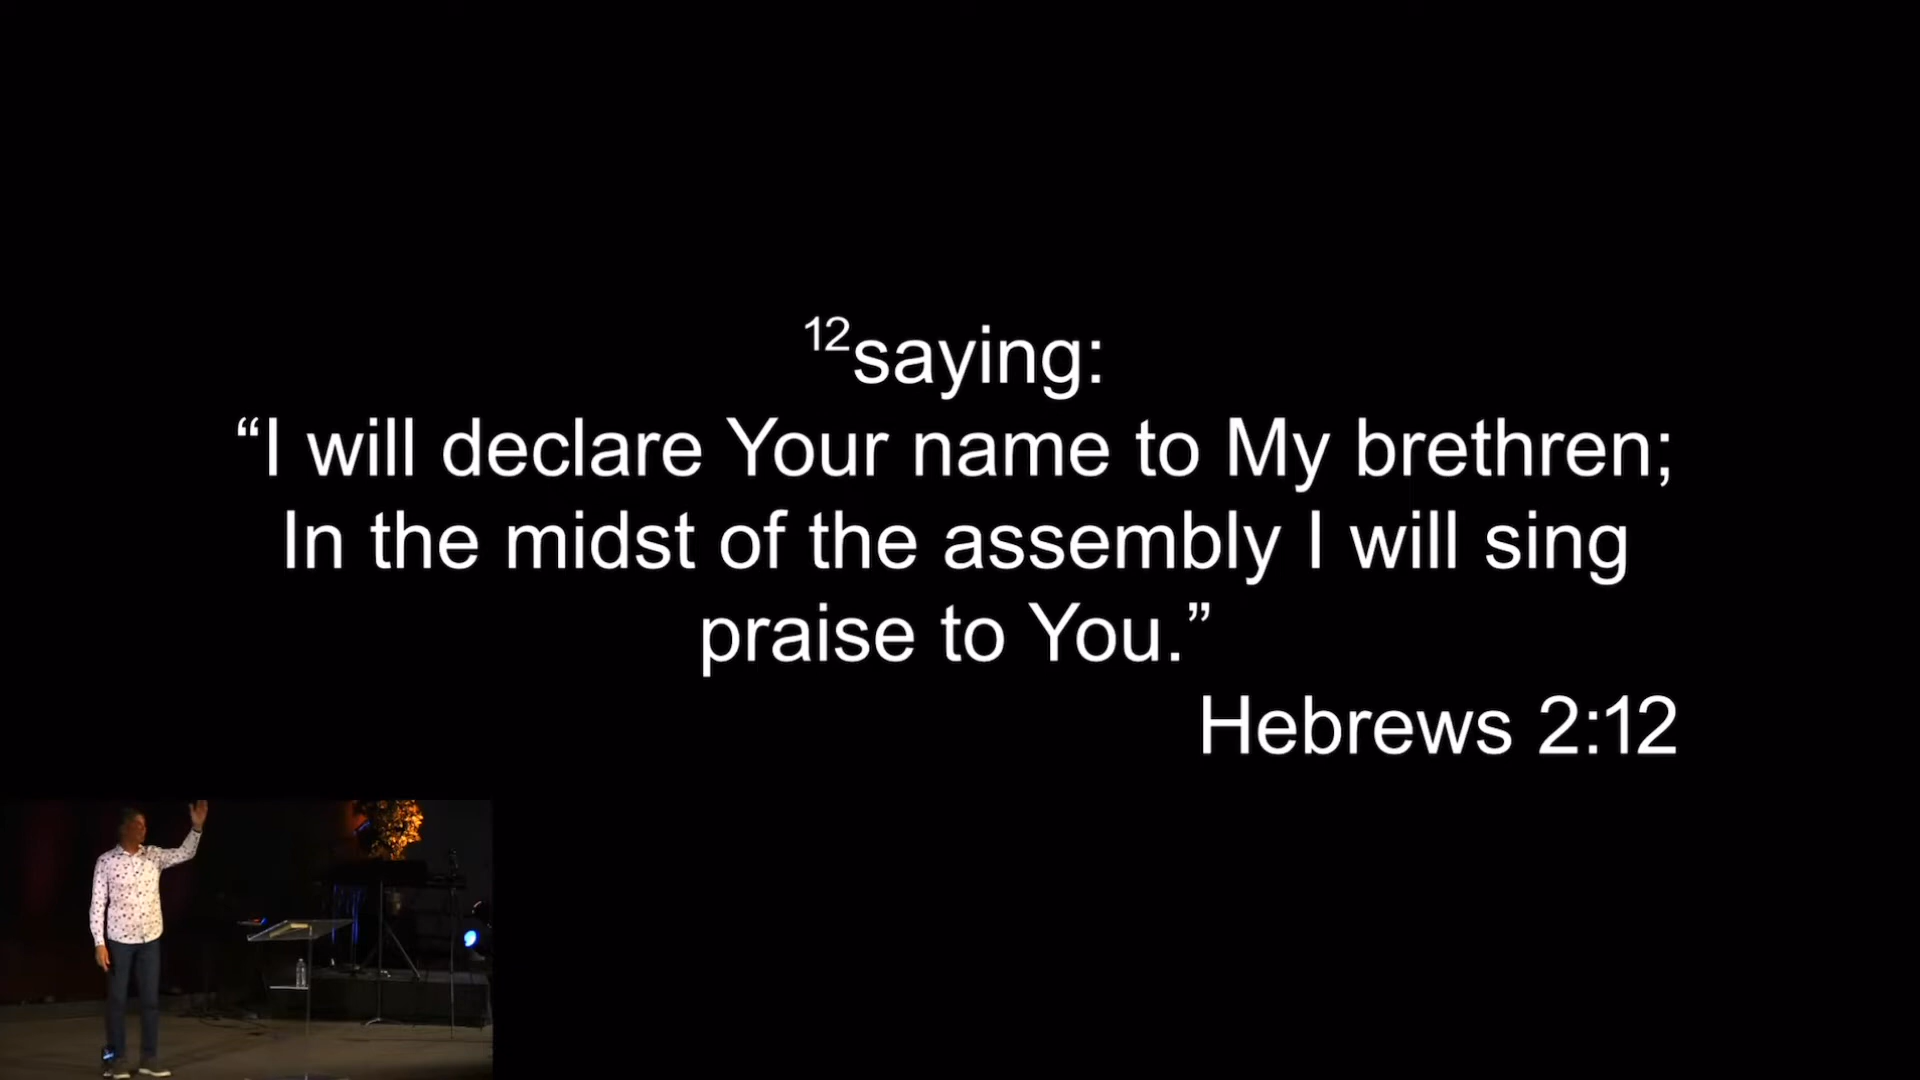 ¹²saying:
“I will declare Your name to My brethren;
In the midst of the assembly I will sing
praise to You.”
Hebrews 2:12